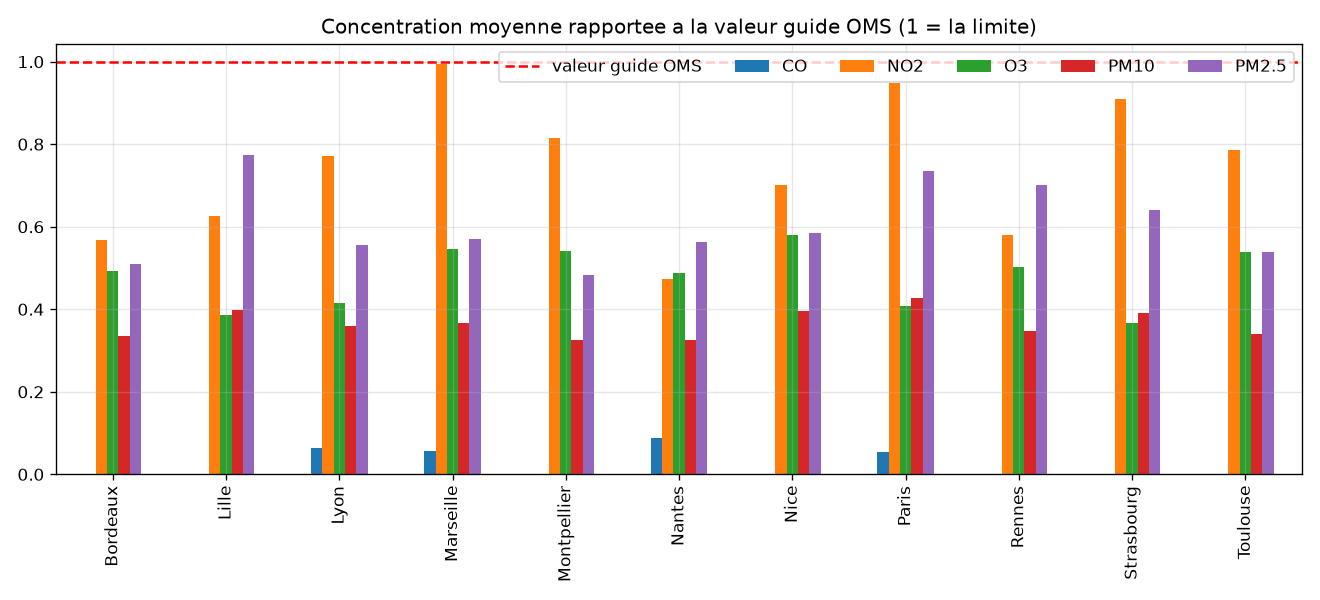 Concentration moyenne rapportee a la valeur guide OMS (1 = la limite)
valeur guide OMS CO NO2 O3 PM10 PM2.5
1.0
0.8
0.6
0.4
0.2
0.0
Bordeaux
Lille
Lyon
Marseille
Montpellier
Nantes
Nice
Paris
Rennes
Strasbourg
Toulouse